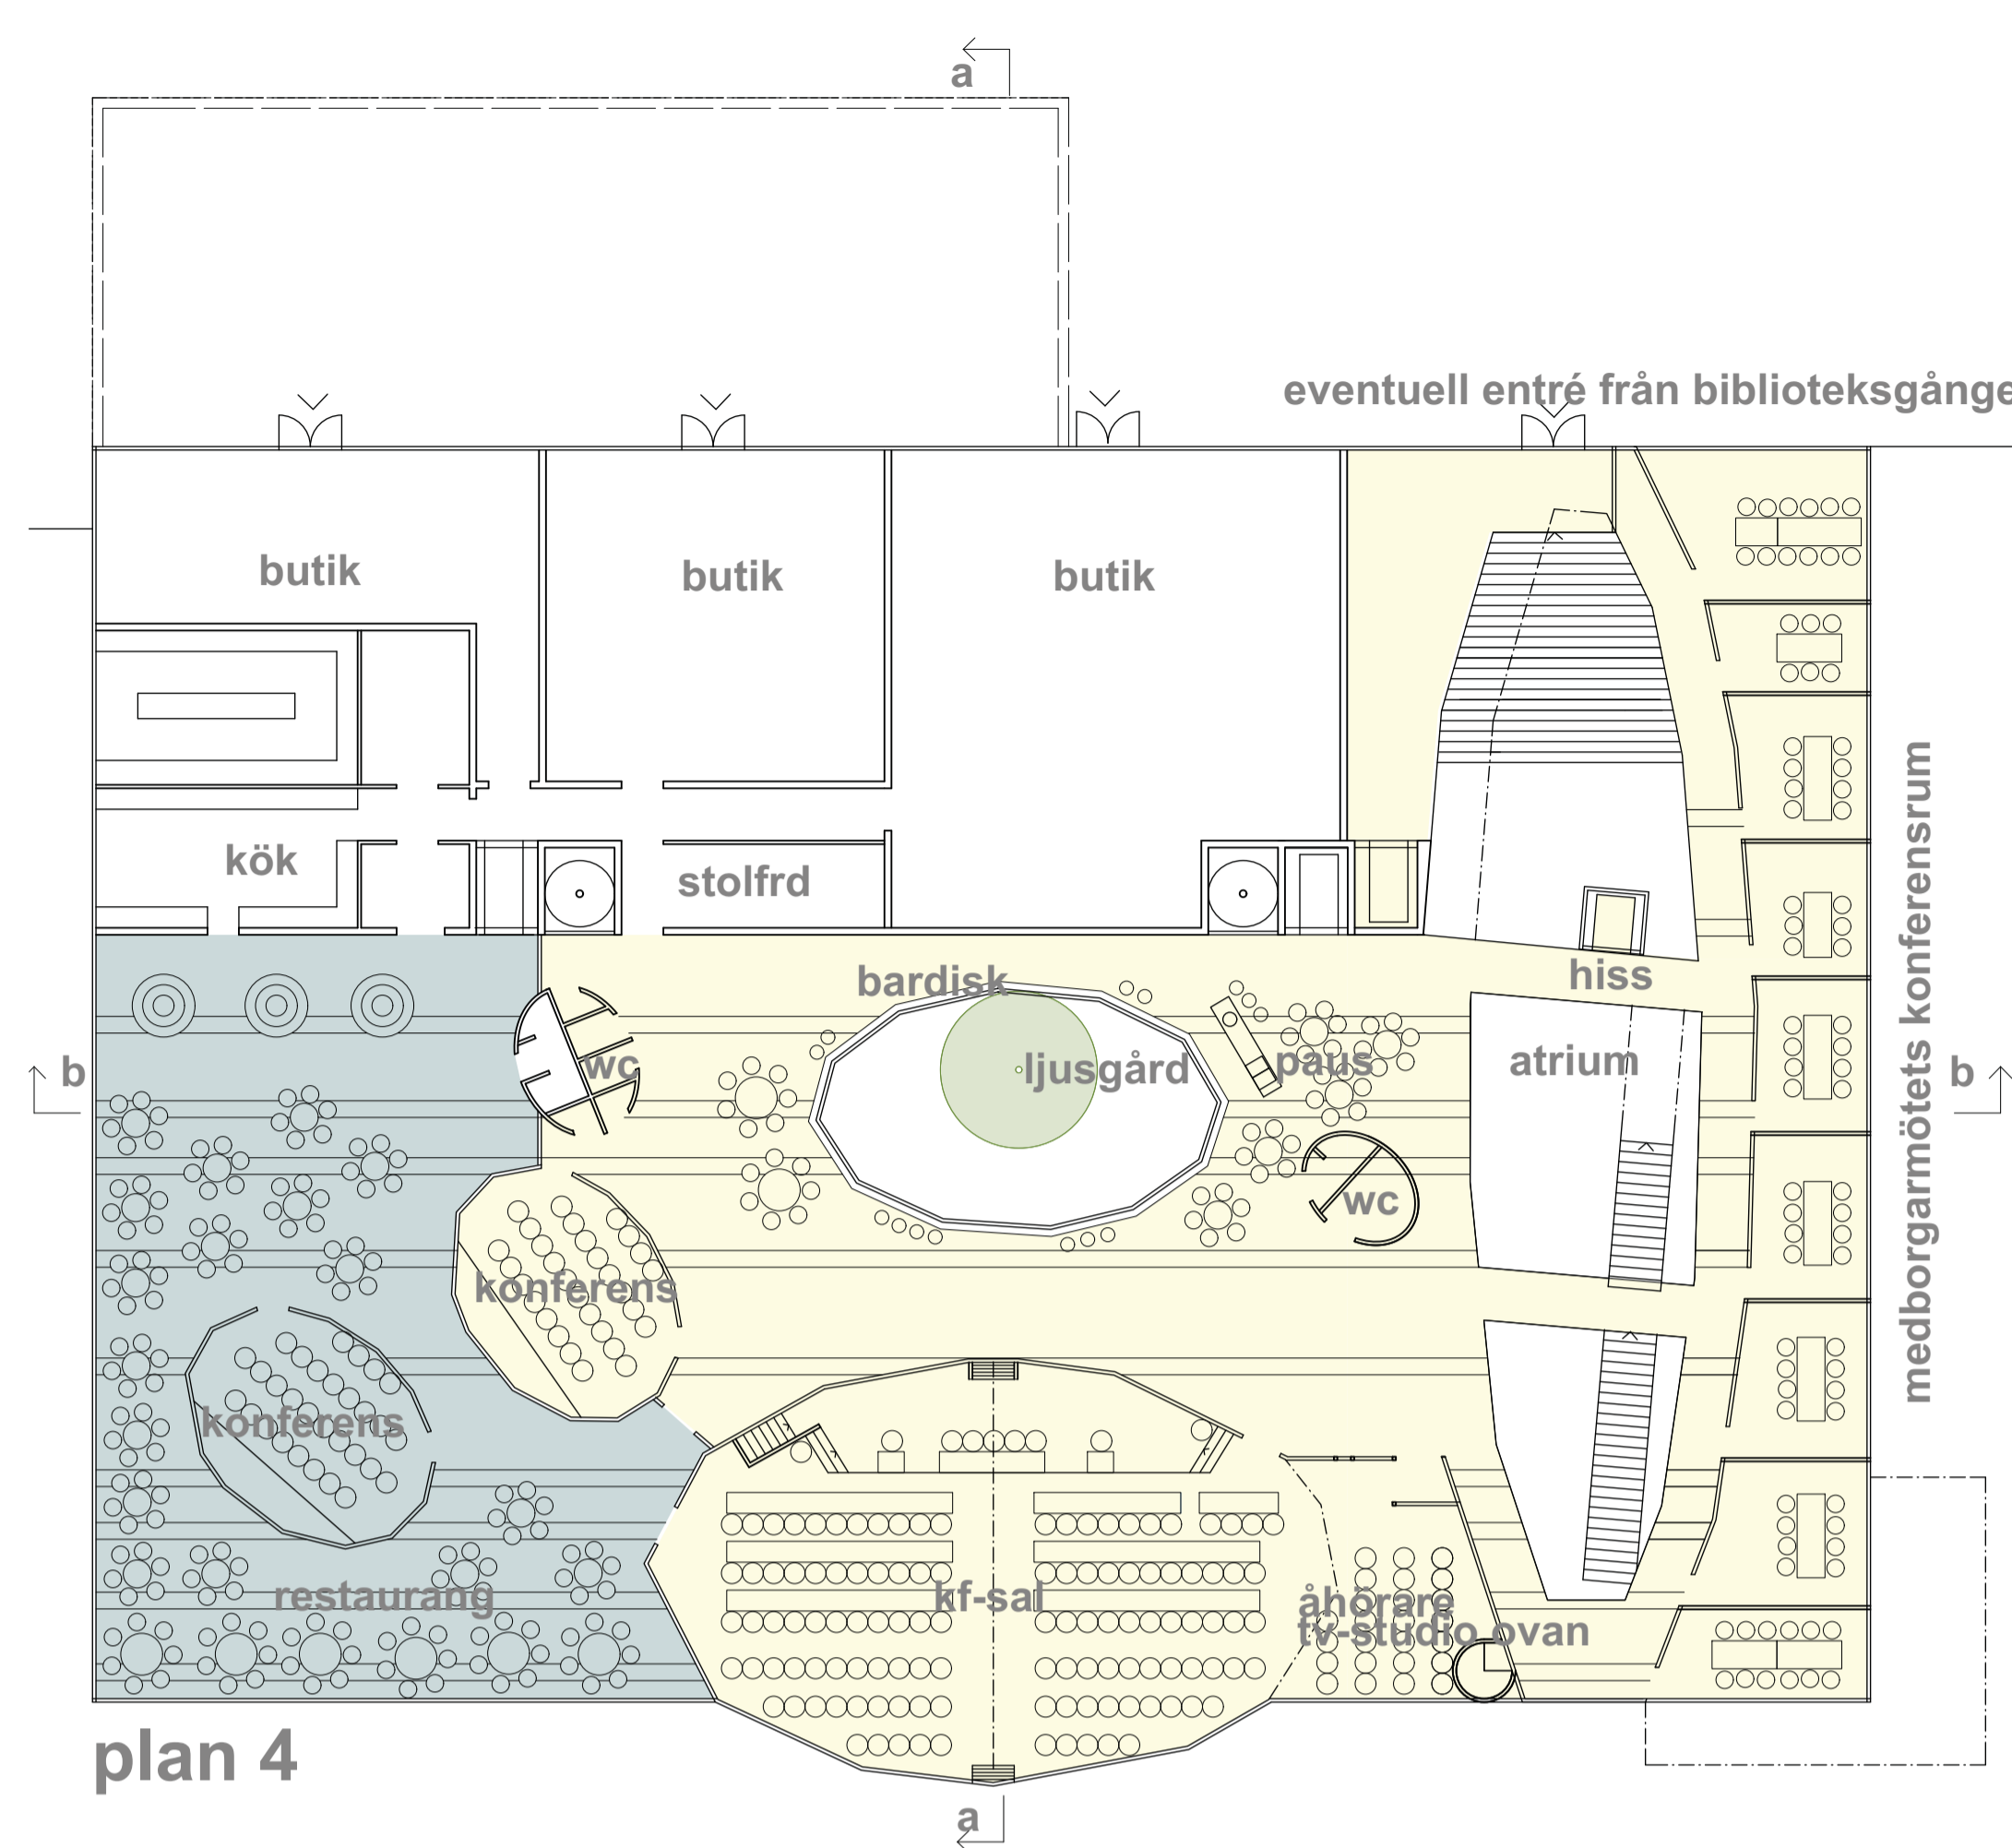 a
eventuell entré från biblioteksgånge
butik
butik
butik
kök
stolfrd
bardisk
hiss
wc
ljusgård
paus
atrium
b
b
medborgarmötets konferensrum
wc
konferens
konferens
restaurang
kf-sal
åhörare
tv-studio ovan
plan 4
a